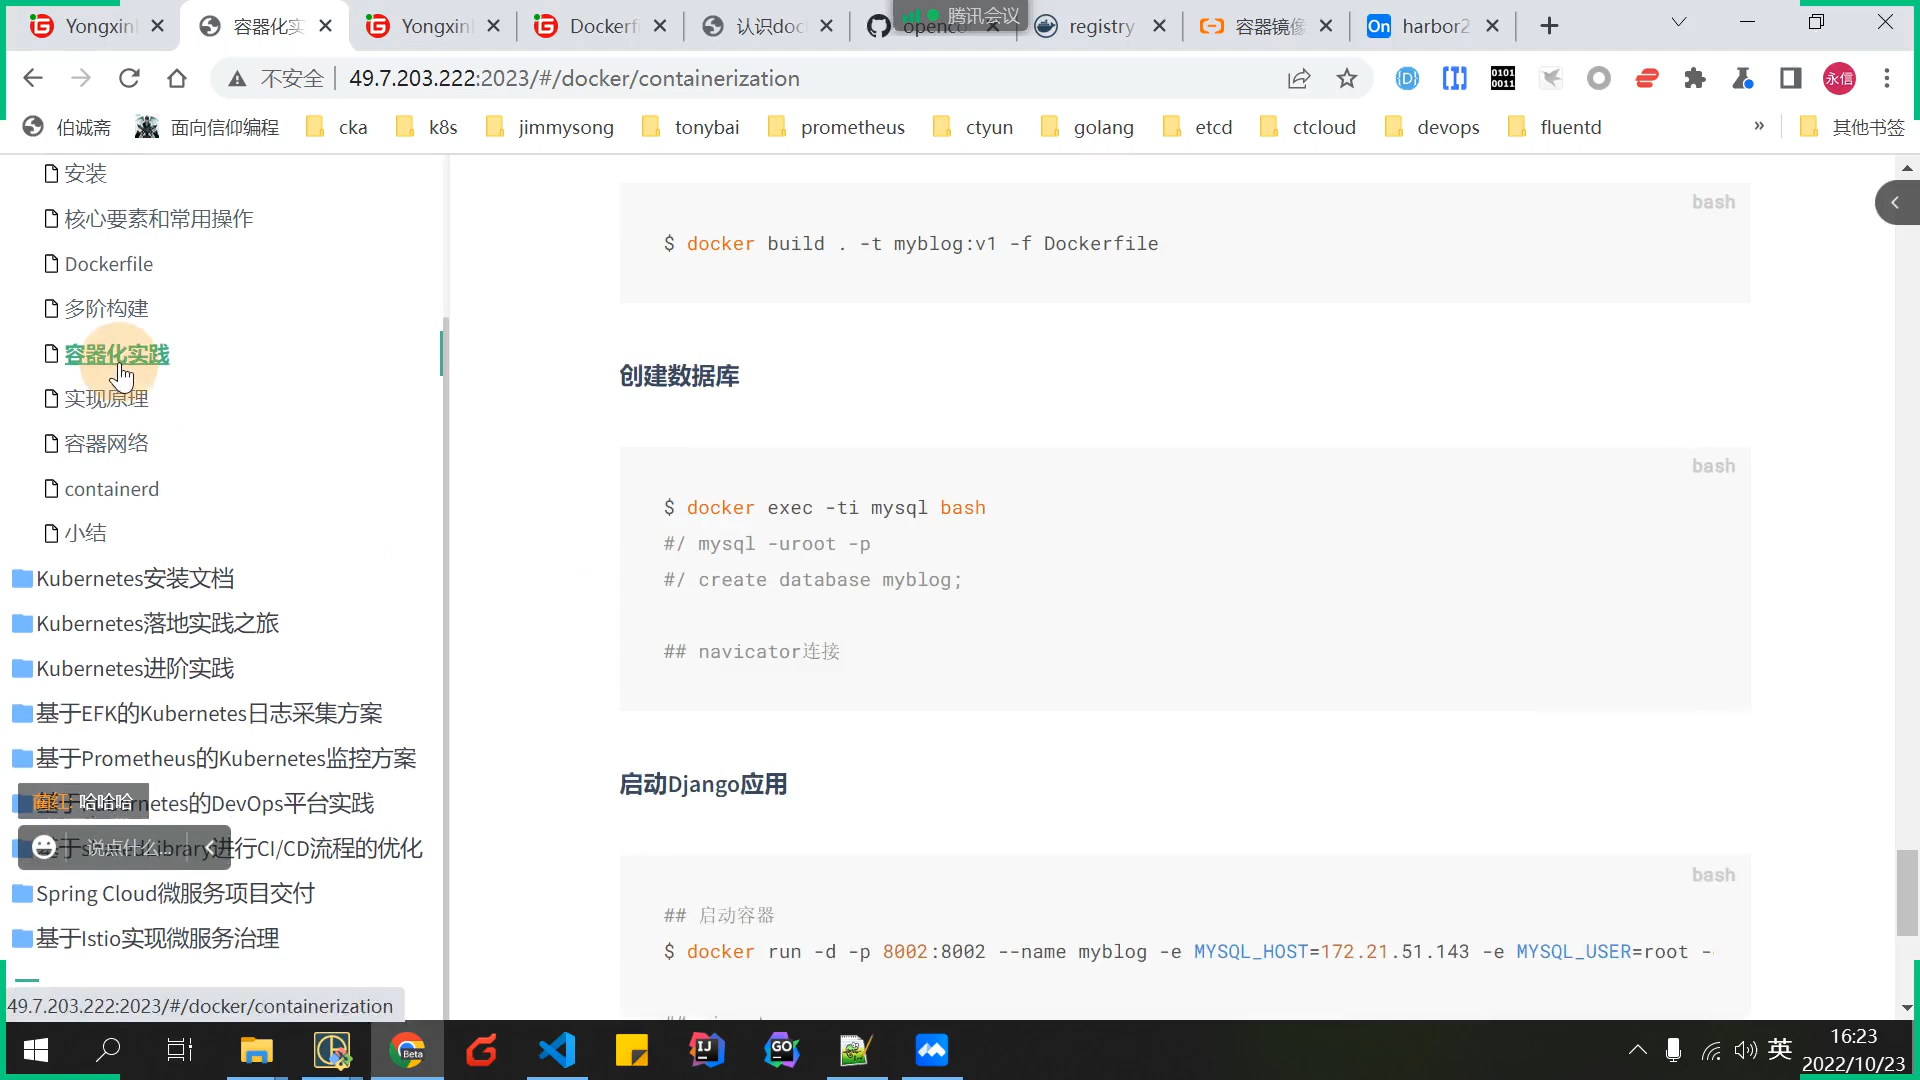 Yongxin
容器化实
Yongxin
Dockerfi
认识doc
openco
腾讯会议
registry
容器镜像
On
harbor2
不安全
49.7.203.222:2023/#/docker/containerization
永信
伯诚斋
面向信仰编程
cka
k8s
jimmysong
tonybai
prometheus
ctyun
golang
etcd
ctcloud
devops
fluentd
»
其他书签
安装
核心要素和常用操作
Dockerfile
多阶构建
容器化实践
实现原理
容器网络
containerd
小结
Kubernetes安装文档
Kubernetes落地实践之旅
Kubernetes进阶实践
基于EFK的Kubernetes日志采集方案
基于Prometheus的Kubernetes监控方案
哈哈哈
netes的DevOps平台实践
说点什么...
进行CI/CD流程的优化
Spring Cloud微服务项目交付
基于Istio实现微服务治理
49.7.203.222:2023/#/docker/containerization
bash
$ docker build . -t myblog:v1 -f Dockerfile
创建数据库
bash
$ docker exec -ti mysql bash
#/ mysql -uroot -p
#/ create database myblog;
## navicator连接
启动Django应用
bash
## 启动容器
$ docker run -d -p 8002:8002 --name myblog -e MYSQL_HOST=172.21.51.143 -e MYSQL_USER=root -
Beta
IJ
GO
英
16:23
2022/10/23